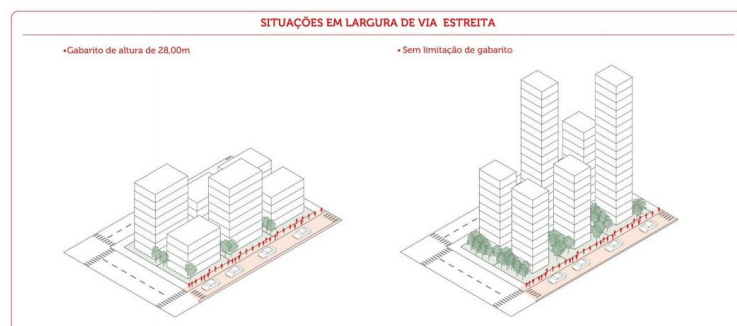 SITUAÇÕES EM LARGURA DE VIA ESTREITA
•Gabarito de altura de 28,00m
• Sem limitação de gabarito